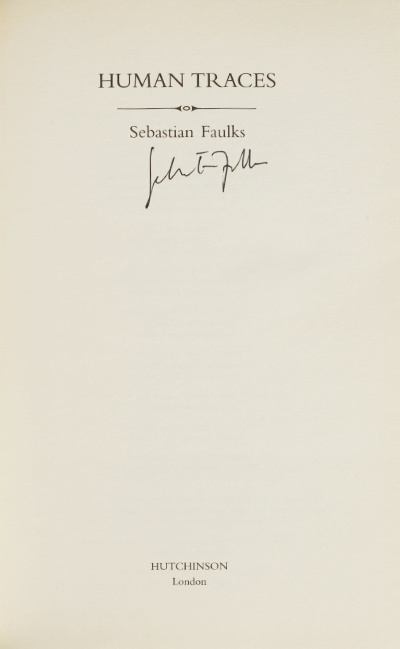 HUMAN TRACES
Sebastian Faulks
HUTCHINSON
London